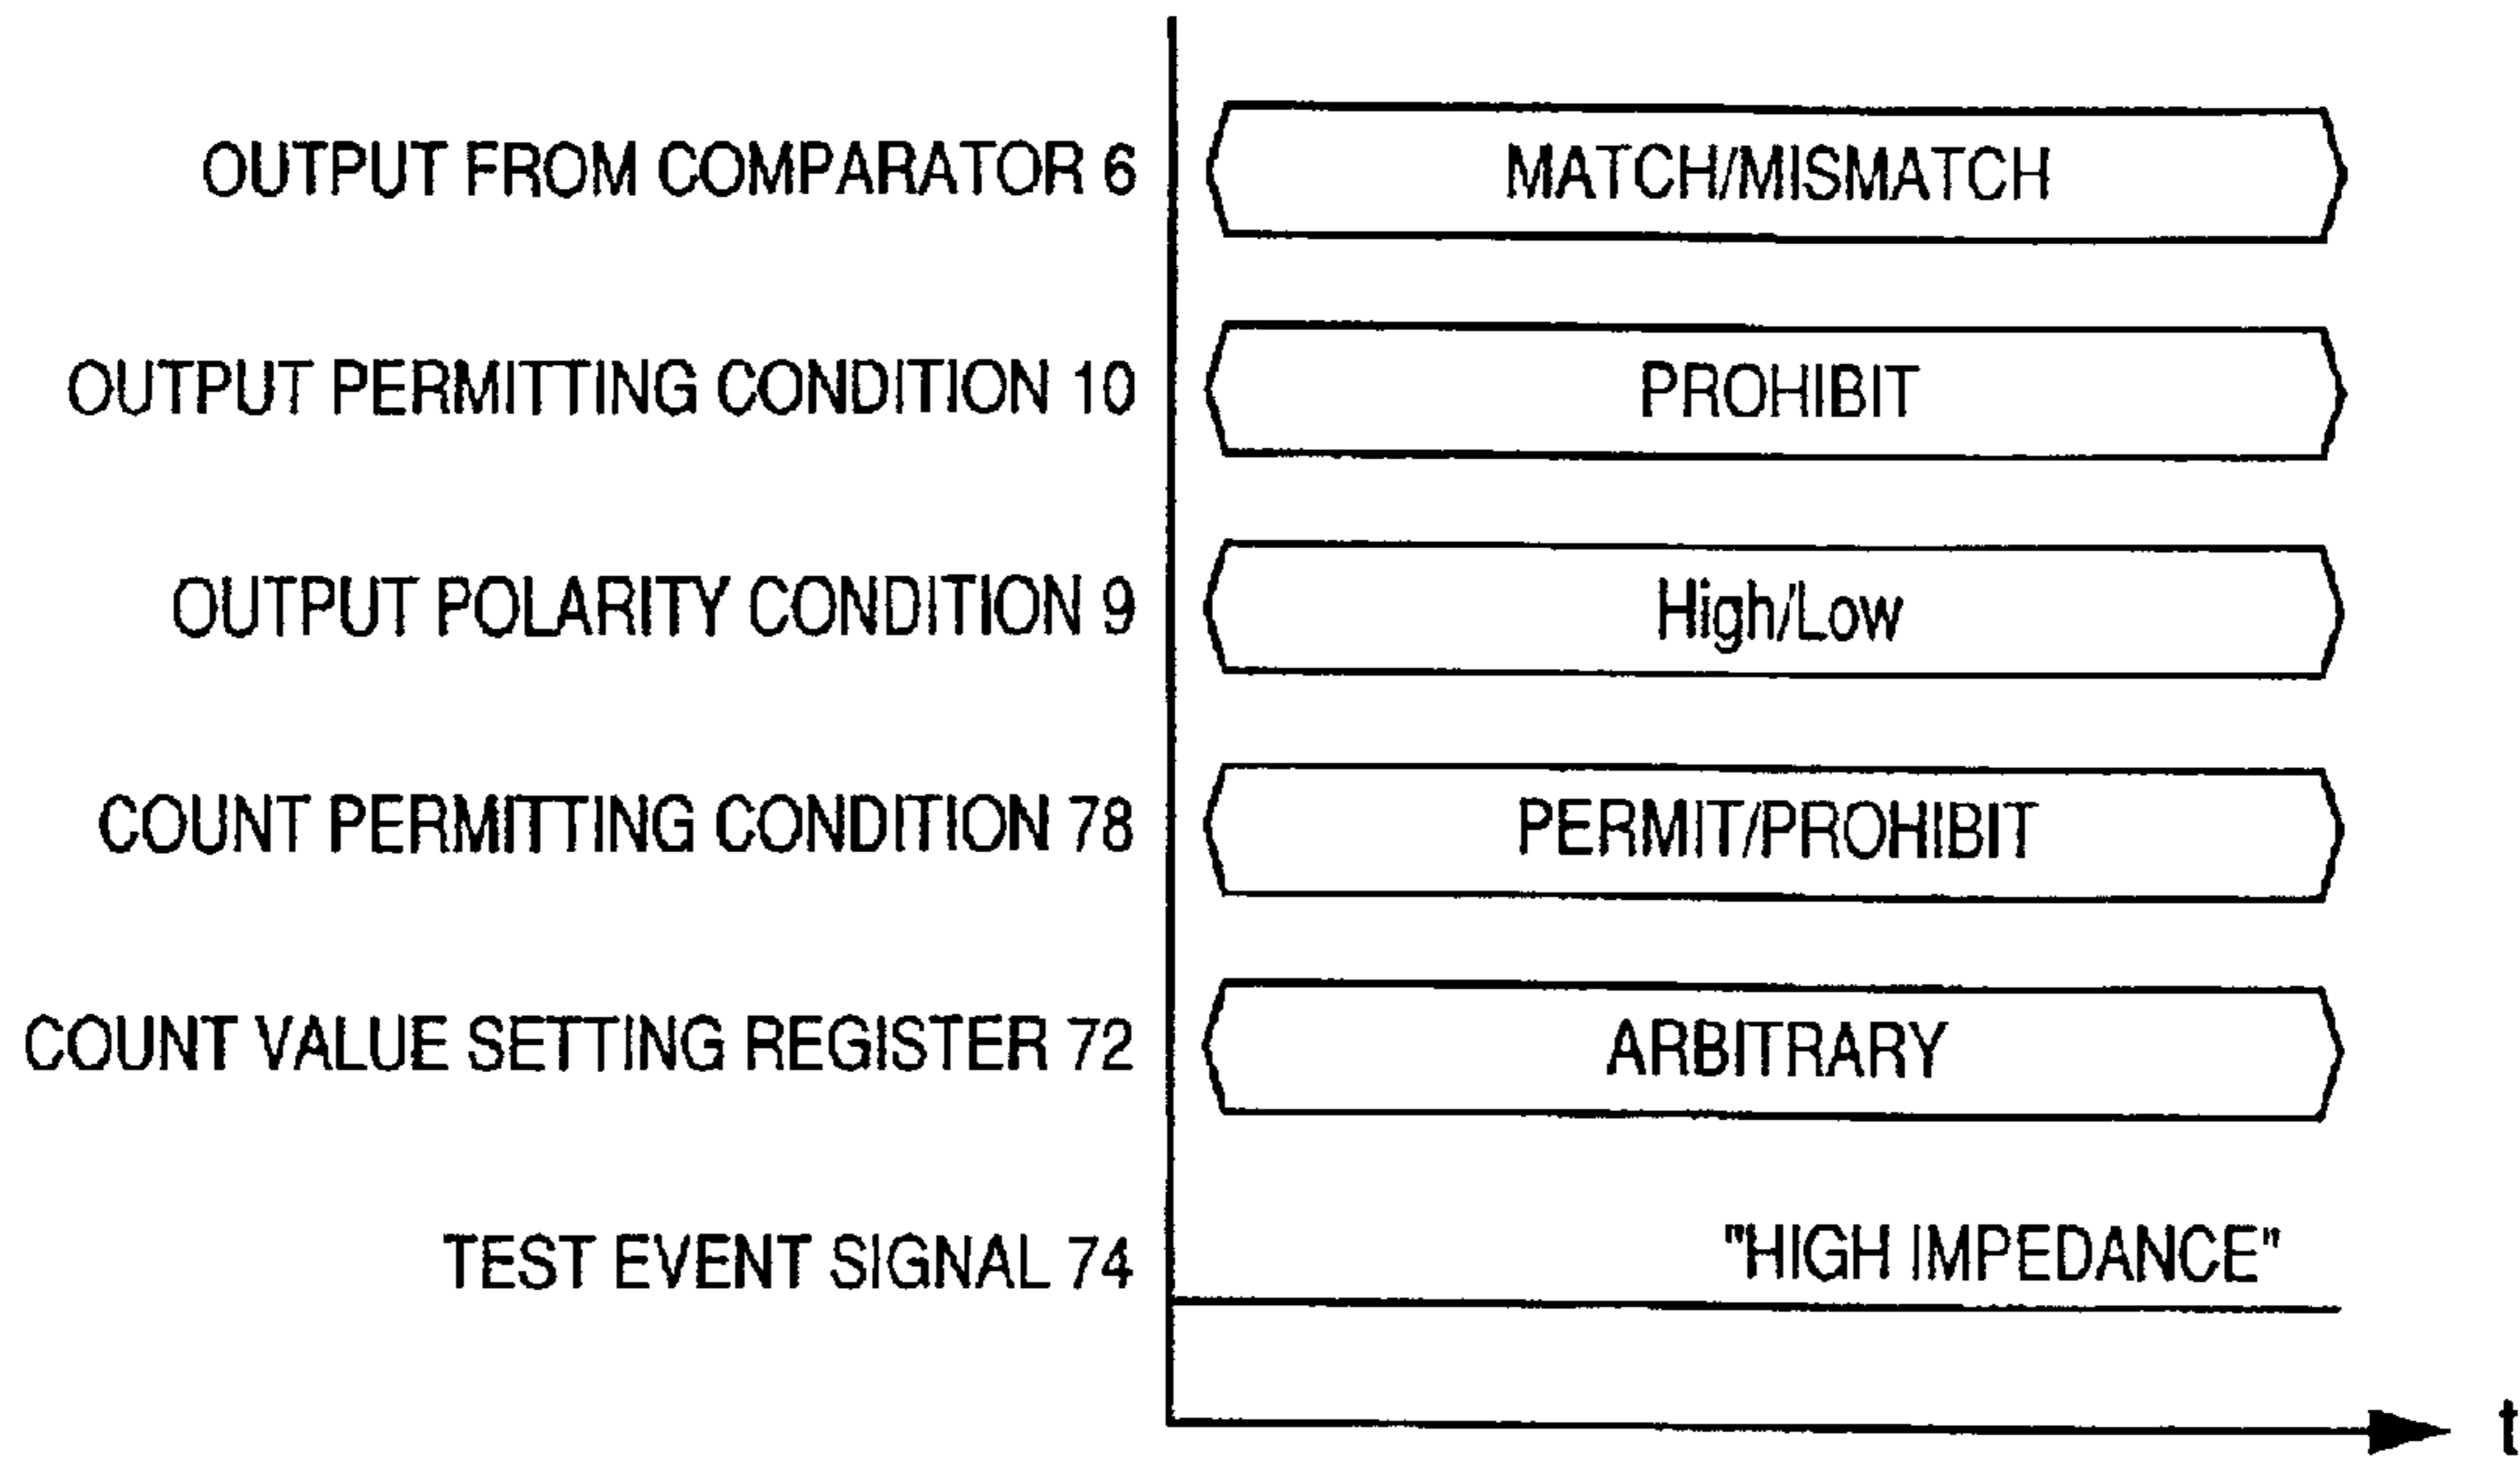 OUTPUT FROM COMPARATOR 6 MATCH/MISMATCH
OUTPUT PERMITTING CONDITION 10 PROHIBIT
OUTPUT POLARITY CONDITION 9 High/Low
COUNT PERMITTING CONDITION 78 PERMIT/PROHIBIT
COUNT VALUE SETTING REGISTER 72 ARBITRARY
TEST EVENT SIGNAL 74 "HIGH IMPEDANCE"
t